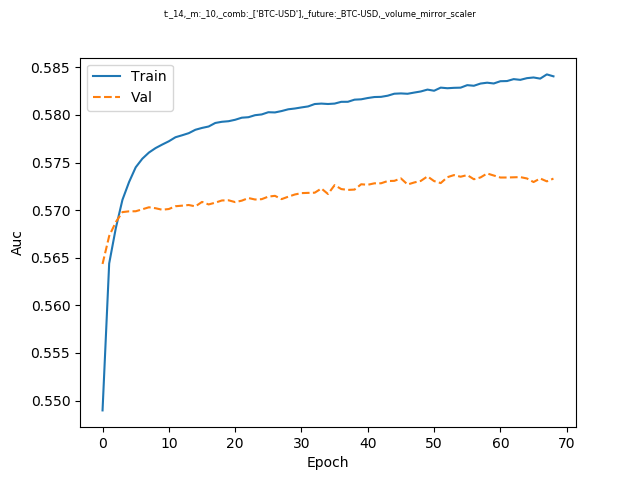 t:_14,_m:_10,_comb:_['BTC-USD'],_future:_BTC-USD,_volume_mirror_scaler
Train
Val
0.585
0.580
0.575
0.570
0.565
0.560
0.555
0.550
Auc
0 10 20 30 40 50 60 70
Epoch